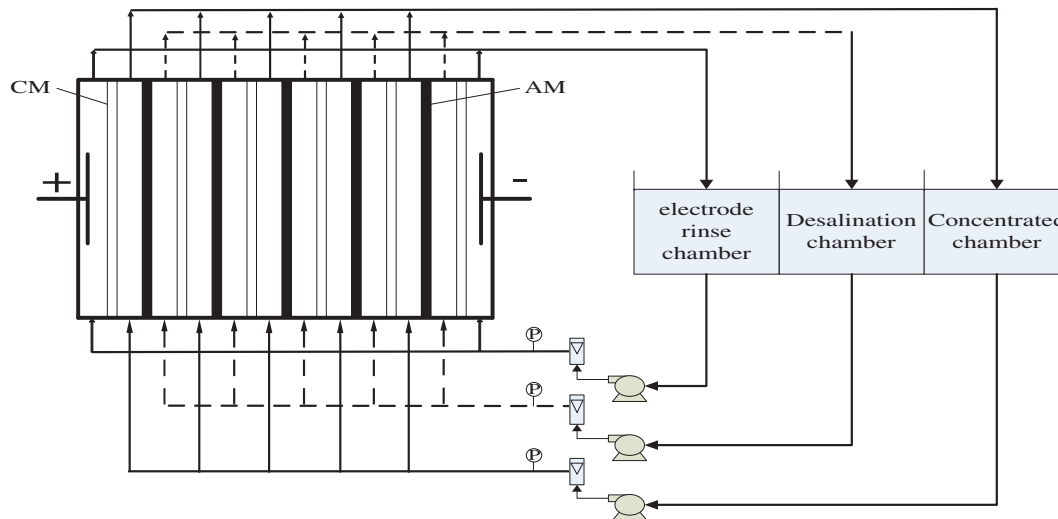 CM
AM
+
-
electrode
rinse
chamber
Desalination
chamber
Concentrated
chamber
P
P
P